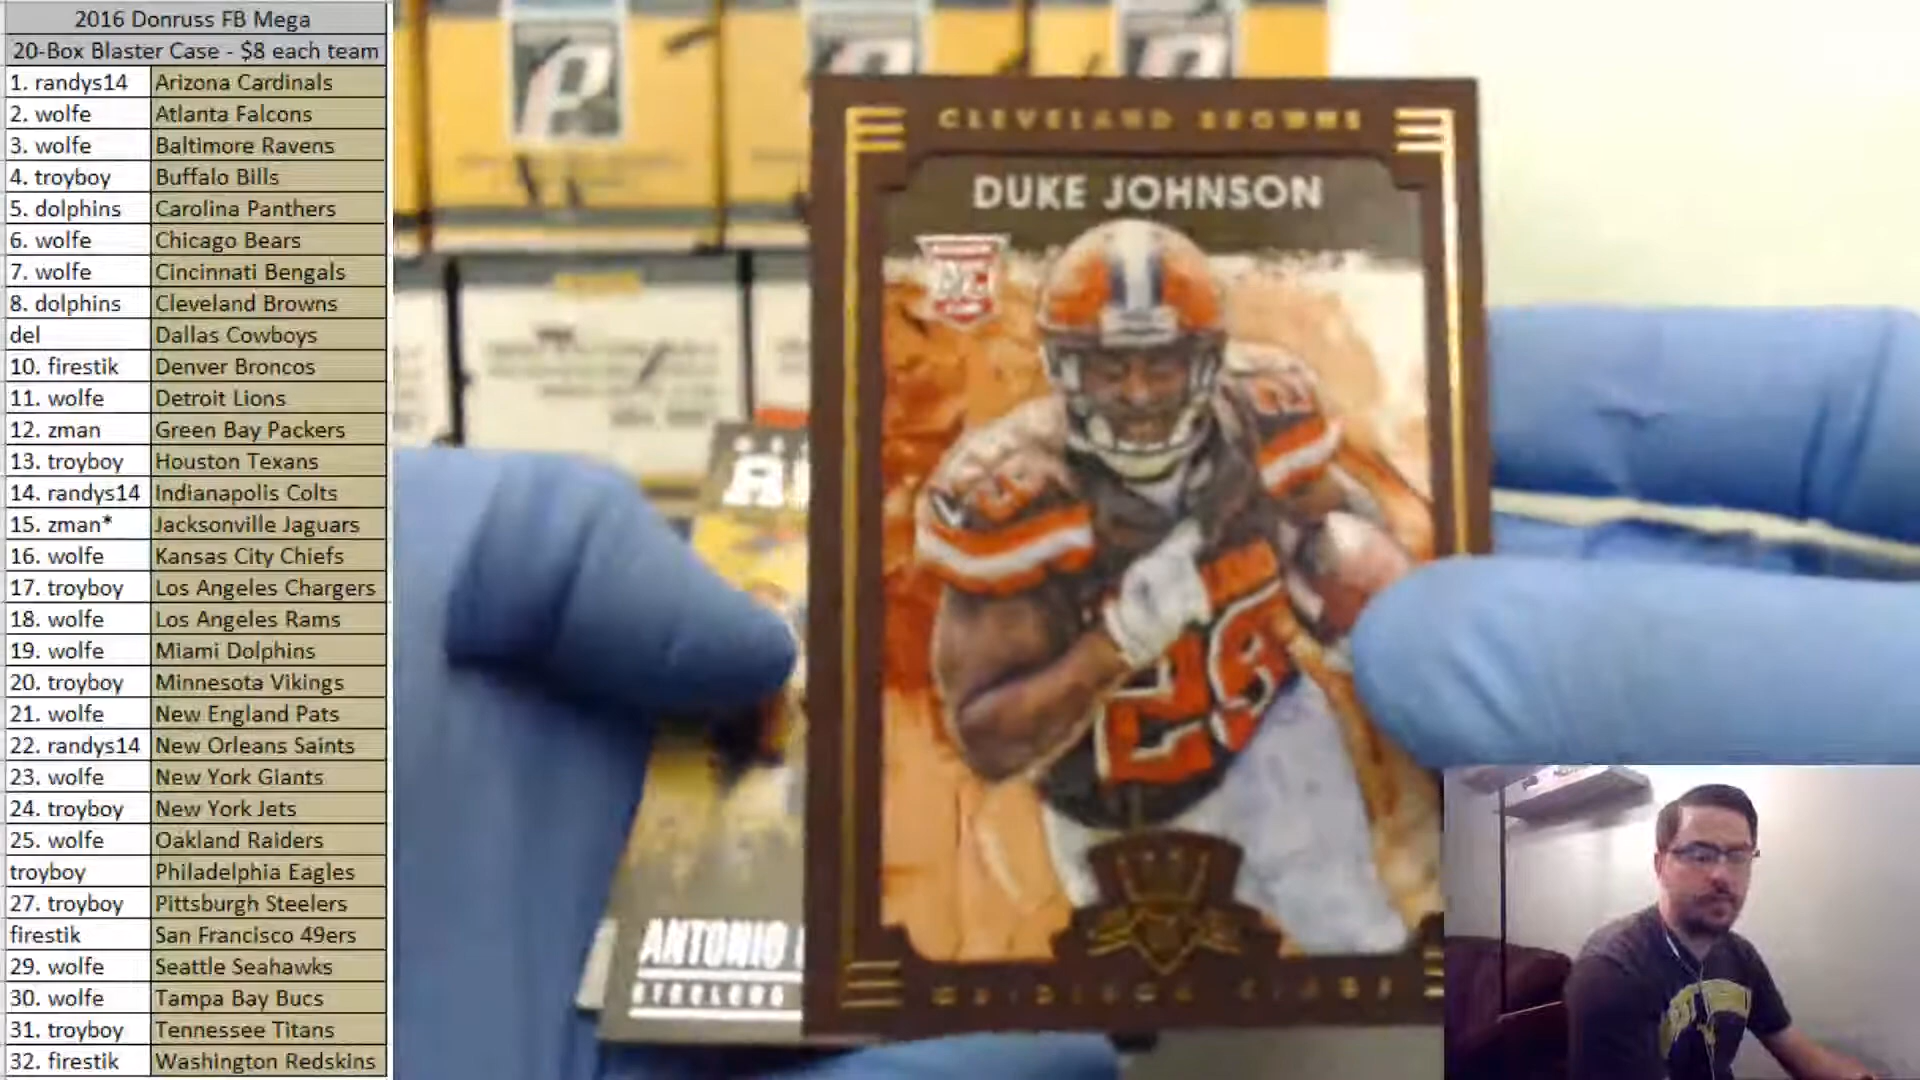 2016 Donruss FB Mega
20-Box Blaster Case - $8 each team
1. randys14 Arizona Cardinals
2. wolfe Atlanta Falcons
3. wolfe Baltimore Ravens
4. troyboy Buffalo Bills
5. dolphins Carolina Panthers
6. wolfe Chicago Bears
7. wolfe Cincinnati Bengals
8. dolphins Cleveland Browns
del Dallas Cowboys
10. firestik Denver Broncos
11. wolfe Detroit Lions
12. zman Green Bay Packers
13. troyboy Houston Texans
14. randys14 Indianapolis Colts
15. zman* Jacksonville Jaguars
16. wolfe Kansas City Chiefs
17. troyboy Los Angeles Chargers
18. wolfe Los Angeles Rams
19. wolfe Miami Dolphins
20. troyboy Minnesota Vikings
21. wolfe New England Pats
22. randys14 New Orleans Saints
23. wolfe New York Giants
24. troyboy New York Jets
25. wolfe Oakland Raiders
troyboy Philadelphia Eagles
27. troyboy Pittsburgh Steelers
firestik San Francisco 49ers
29. wolfe Seattle Seahawks
30. wolfe Tampa Bay Bucs
31. troyboy Tennessee Titans
32. firestik Washington Redskins
CLEVELAND BROWNS
DUKE JOHNSON
RC
29
GRIDIRON KINGS
ANTONIO
STEELERS